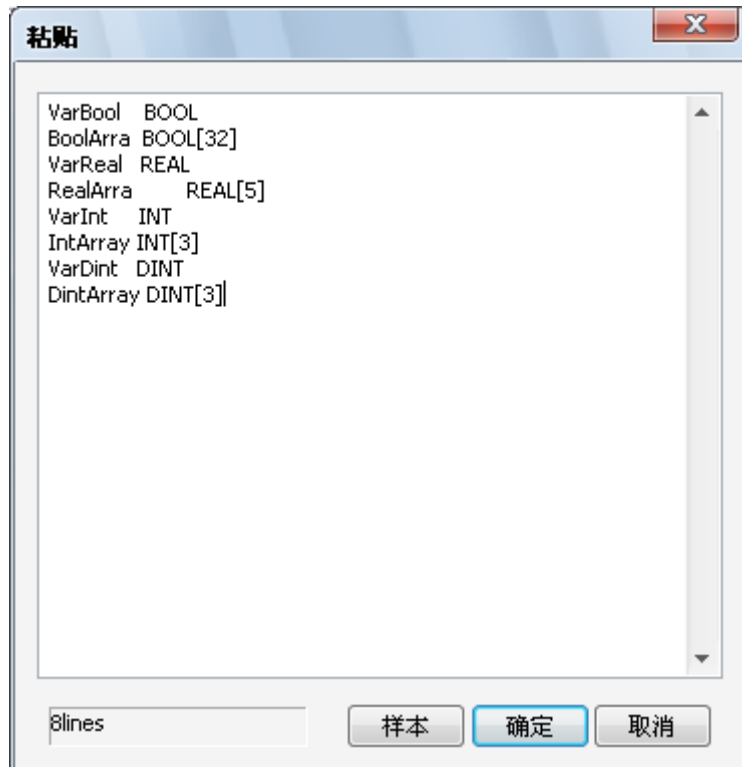 粘贴
VarBool BOOL
BoolArra BOOL[32]
VarReal REAL
RealArra REAL[5]
VarInt INT
IntArray INT[3]
VarDint DINT
DintArray DINT[3]
8lines
样本 确定 取消